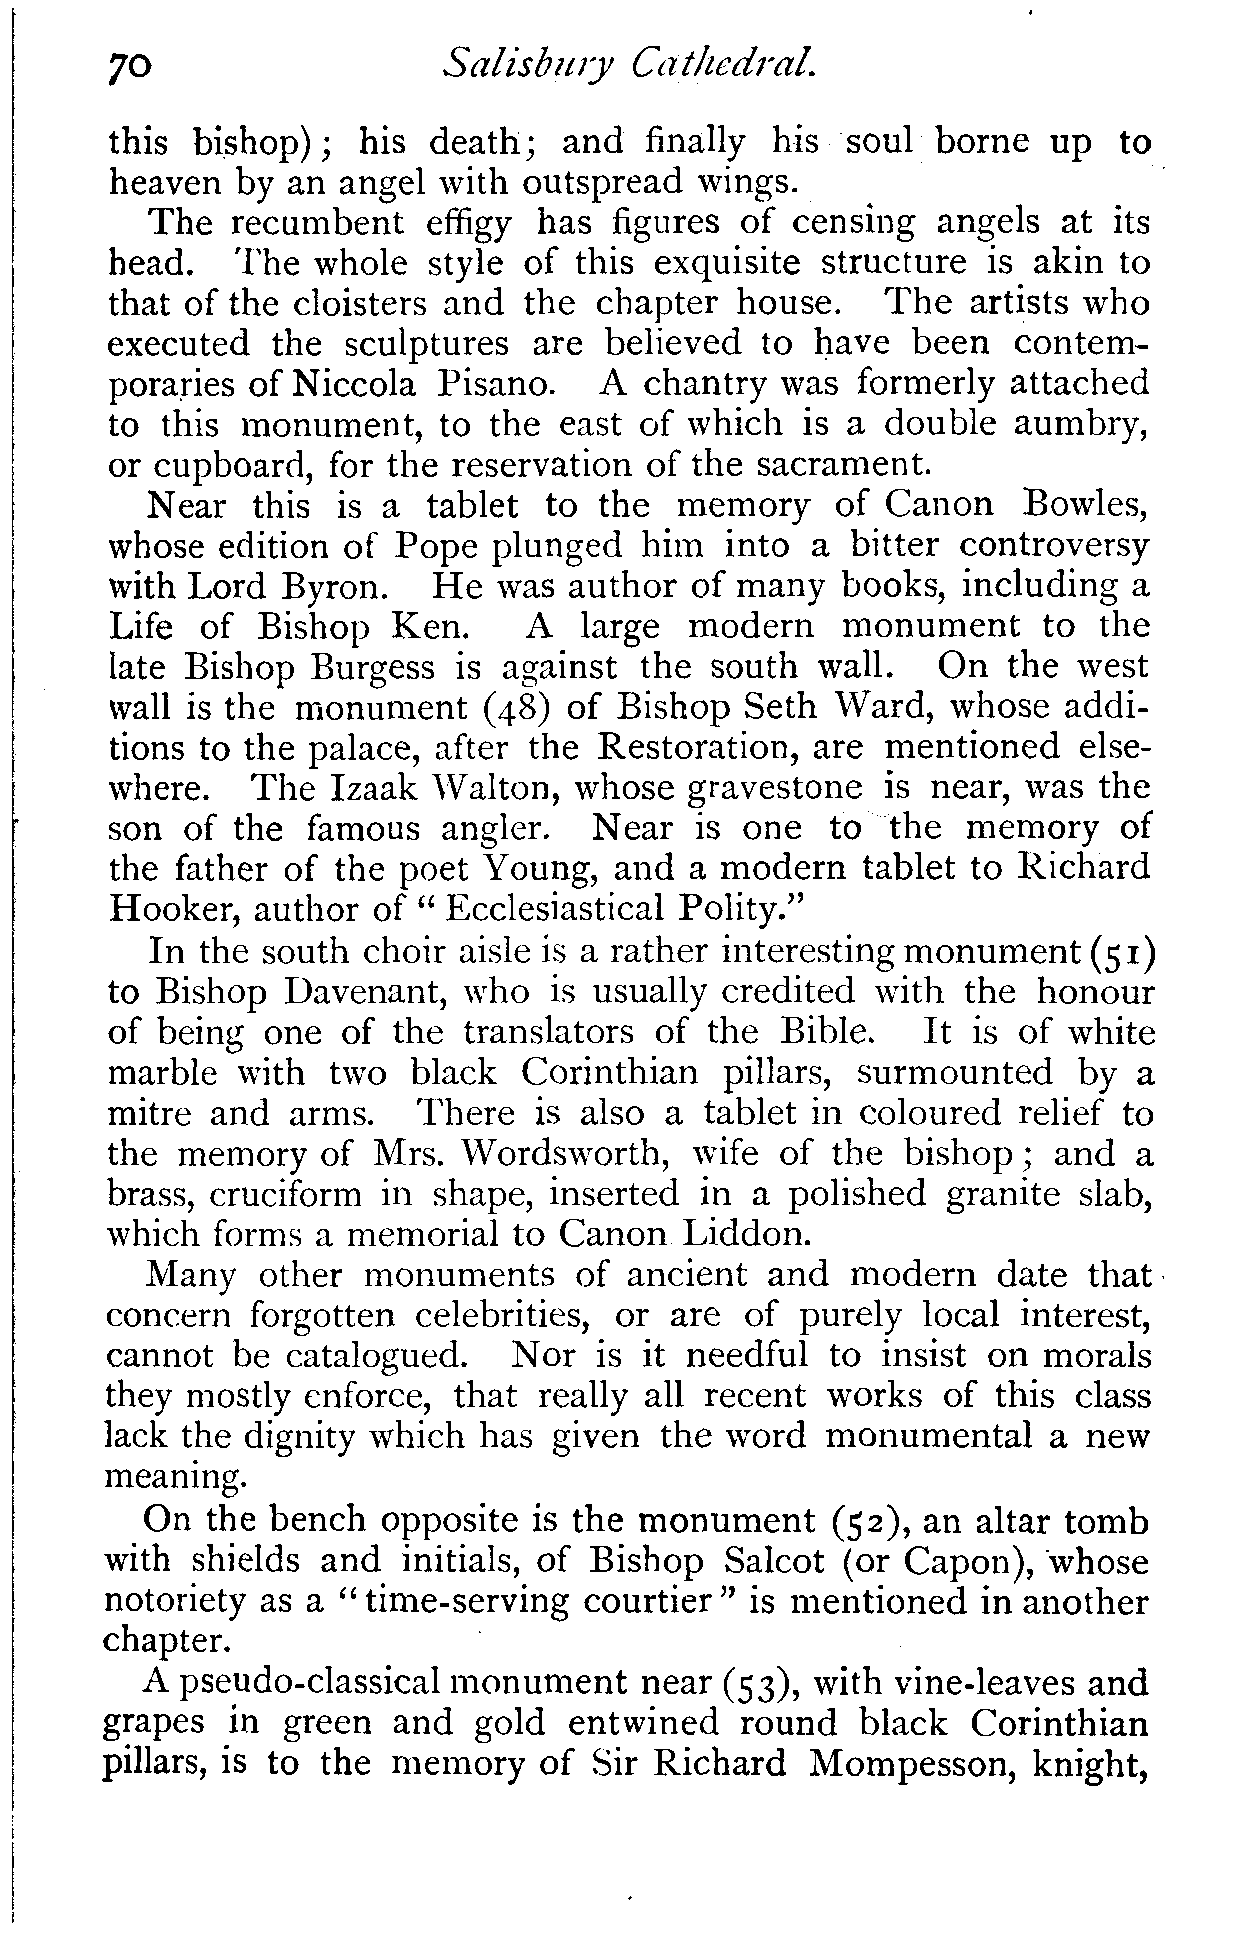 70 Salisbury Cathedral.
this bishop) ; his death; and finally his soul borne up to
heaven by an angel with outspread wings.
The recumbent effigy has figures of censing angels at its
head. The whole style of this exquisite structure is akin to
that of the cloisters and the chapter house. The artists who
executed the sculptures are believed to have been contem-
poraries of Niccola Pisano. A chantry was formerly attached
to this monument, to the east of which is a double aumbry,
or cupboard, for the reservation of the sacrament.
Near this is a tablet to the memory of Canon Bowles,
whose edition of Pope plunged him into a bitter controversy
with Lord Byron. He was author of many books, including a
Life of Bishop Ken. A large modern monument to the
late Bishop Burgess is against the south wall. On the west
wall is the monument (48) of Bishop Seth Ward, whose addi-
tions to the palace, after the Restoration, are mentioned else-
where. The Izaak Walton, whose gravestone is near, was the
son of the famous angler. Near is one to the memory of
the father of the poet Young, and a modern tablet to Richard
Hooker, author of “ Ecclesiastical Polity.”
In the south choir aisle is a rather interesting monument (51)
to Bishop Davenant, who is usually credited with the honour
of being one of the translators of the Bible. It is of white
marble with two black Corinthian pillars, surmounted by a
mitre and arms. There is also a tablet in coloured relief to
the memory of Mrs. Wordsworth, wife of the bishop ; and a
brass, cruciform in shape, inserted in a polished granite slab,
which forms a memorial to Canon Liddon.
Many other monuments of ancient and modern date that
concern forgotten celebrities, or are of purely local interest,
cannot be catalogued. Nor is it needful to insist on morals
they mostly enforce, that really all recent works of this class
lack the dignity which has given the word monumental a new
meaning.
On the bench opposite is the monument (52), an altar tomb
with shields and initials, of Bishop Salcot (or Capon), whose
notoriety as a “ time-serving courtier ” is mentioned in another
chapter.
A pseudo-classical monument near (53), with vine-leaves and
grapes in green and gold entwined round black Corinthian
pillars, is to the memory of Sir Richard Mompesson, knight,